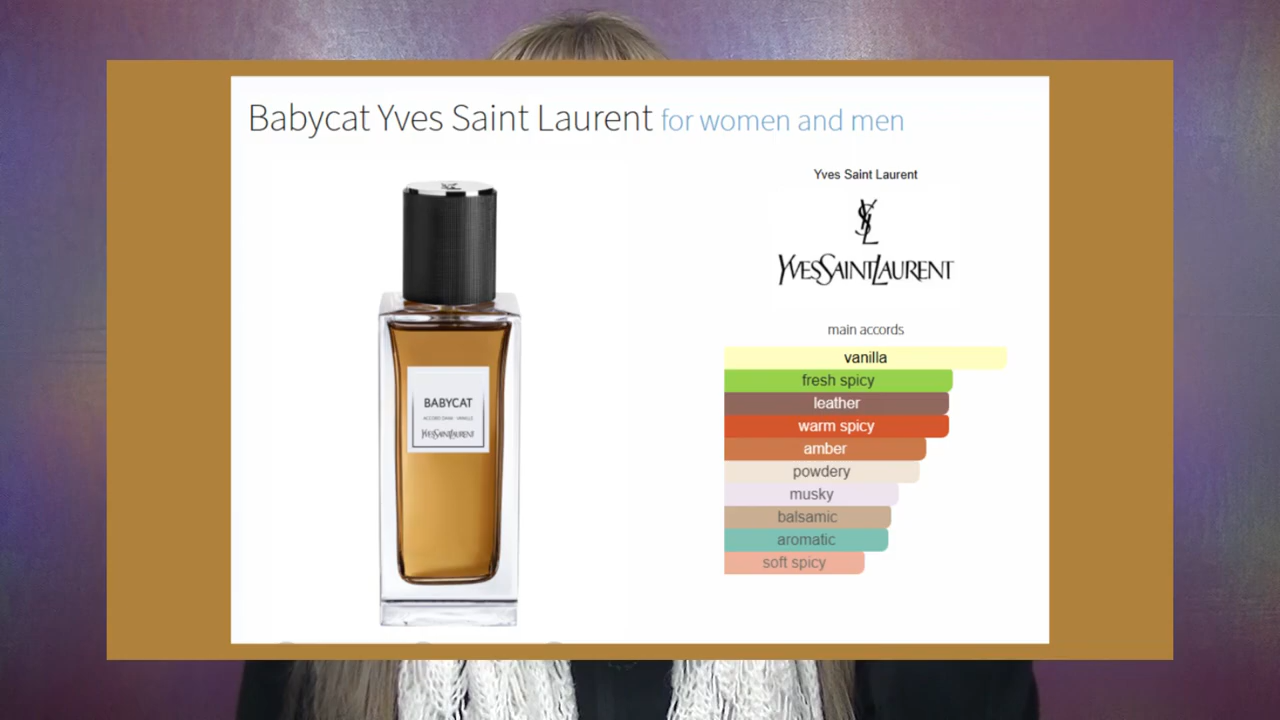 Babycat Yves Saint Laurent for women and men
Yves Saint Laurent
YSL
YVESSAINTLAURENT
main accords
vanilla
fresh spicy
leather
warm spicy
amber
powdery
musky
balsamic
aromatic
soft spicy
BABYCAT
YVESSAINTLAURENT